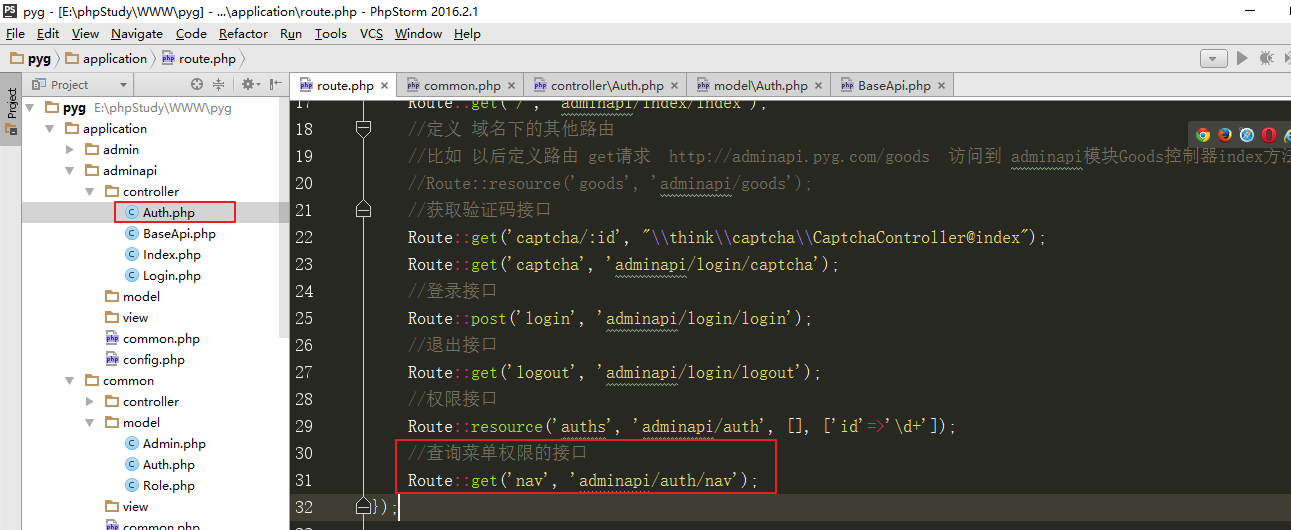 pyg - [E:\phpStudy\WWW\pyg] - ...\application\route.php - PhpStorm 2016.2.1
File Edit View Navigate Code Refactor Run Tools VCS Window Help
pyg application route.php
Project
Project
route.php common.php controller\Auth.php model\Auth.php BaseApi.php
pyg E:\phpStudy\WWW\pyg
application
admin
adminapi
controller
Auth.php
BaseApi.php
Index.php
Login.php
model
view
common.php
config.php
common
controller
model
Admin.php
Auth.php
Role.php
view
common.php
17 Route::get('/', 'adminapi/index/index');
18 //定义 域名下的其他路由
19 //比如 以后定义路由 get请求 http://adminapi.pyg.com/goods 访问到 adminapi模块Goods控制器index方法
20 //Route::resource('goods', 'adminapi/goods');
21 //获取验证码接口
22 Route::get('captcha/:id', "\\think\\captcha\\CaptchaController@index");
23 Route::get('captcha', 'adminapi/login/captcha');
24 //登录接口
25 Route::post('login', 'adminapi/login/login');
26 //退出接口
27 Route::get('logout', 'adminapi/login/logout');
28 //权限接口
29 Route::resource('auths', 'adminapi/auth', [], ['id'=>'\d+']);
30 //查询菜单权限的接口
31 Route::get('nav', 'adminapi/auth/nav');
32 });